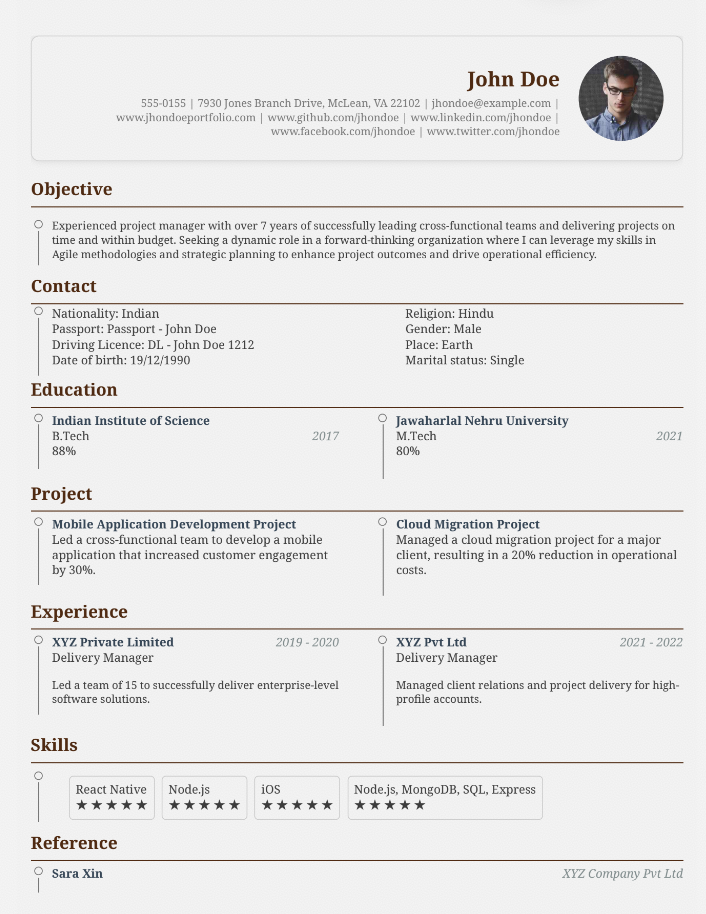 John Doe
555-0155 | 7930 Jones Branch Drive, McLean, VA 22102 | jhondoe@example.com |
www.jhondoeportfolio.com | www.github.com/jhondoe | www.linkedin.com/jhondoe |
www.facebook.com/jhondoe | www.twitter.com/jhondoe
Objective
Experienced project manager with over 7 years of successfully leading cross-functional teams and delivering projects on
time and within budget. Seeking a dynamic role in a forward-thinking organization where I can leverage my skills in
Agile methodologies and strategic planning to enhance project outcomes and drive operational efficiency.
Contact
Nationality: Indian
Passport: Passport - John Doe
Driving Licence: DL - John Doe 1212
Date of birth: 19/12/1990
Religion: Hindu
Gender: Male
Place: Earth
Marital status: Single
Education
Indian Institute of Science
B.Tech 2017
88%
Jawaharlal Nehru University
M.Tech 2021
80%
Project
Mobile Application Development Project
Led a cross-functional team to develop a mobile
application that increased customer engagement
by 30%.
Cloud Migration Project
Managed a cloud migration project for a major
client, resulting in a 20% reduction in operational
costs.
Experience
XYZ Private Limited 2019 - 2020
Delivery Manager
Led a team of 15 to successfully deliver enterprise-level
software solutions.
XYZ Pvt Ltd 2021 - 2022
Delivery Manager
Managed client relations and project delivery for high-
profile accounts.
Skills
React Native
★★★★★
Node.js
★★★★★
iOS
★★★★★
Node.js, MongoDB, SQL, Express
★★★★★
Reference
Sara Xin XYZ Company Pvt Ltd